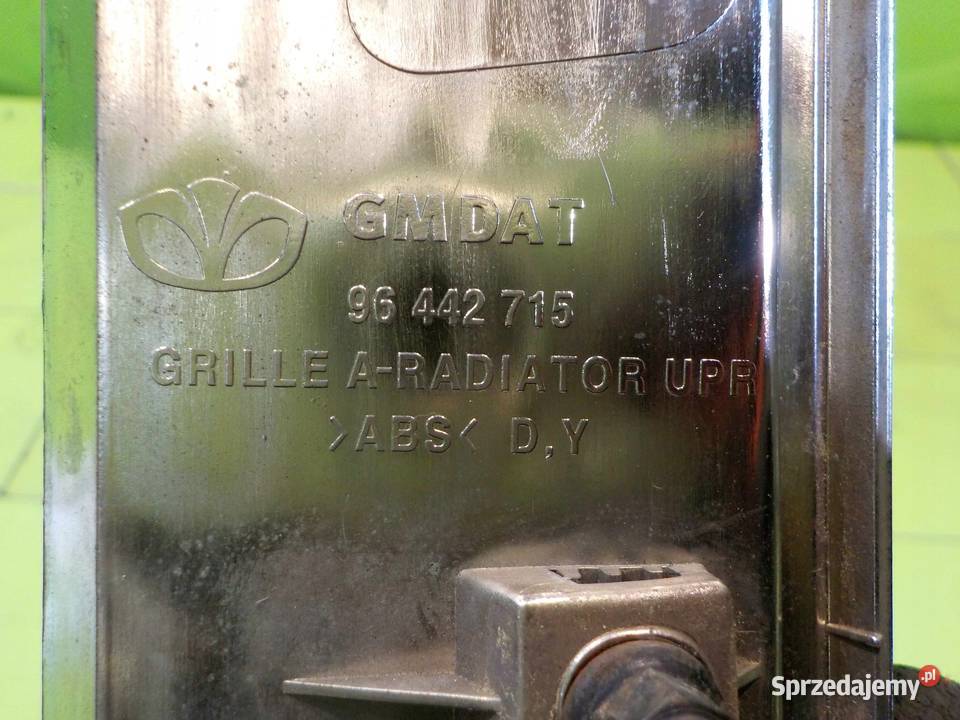 GMDAT
96 442 715
GRILLE A-RADIATOR UPR
>ABS< D,Y
Sprzedajemy.pl